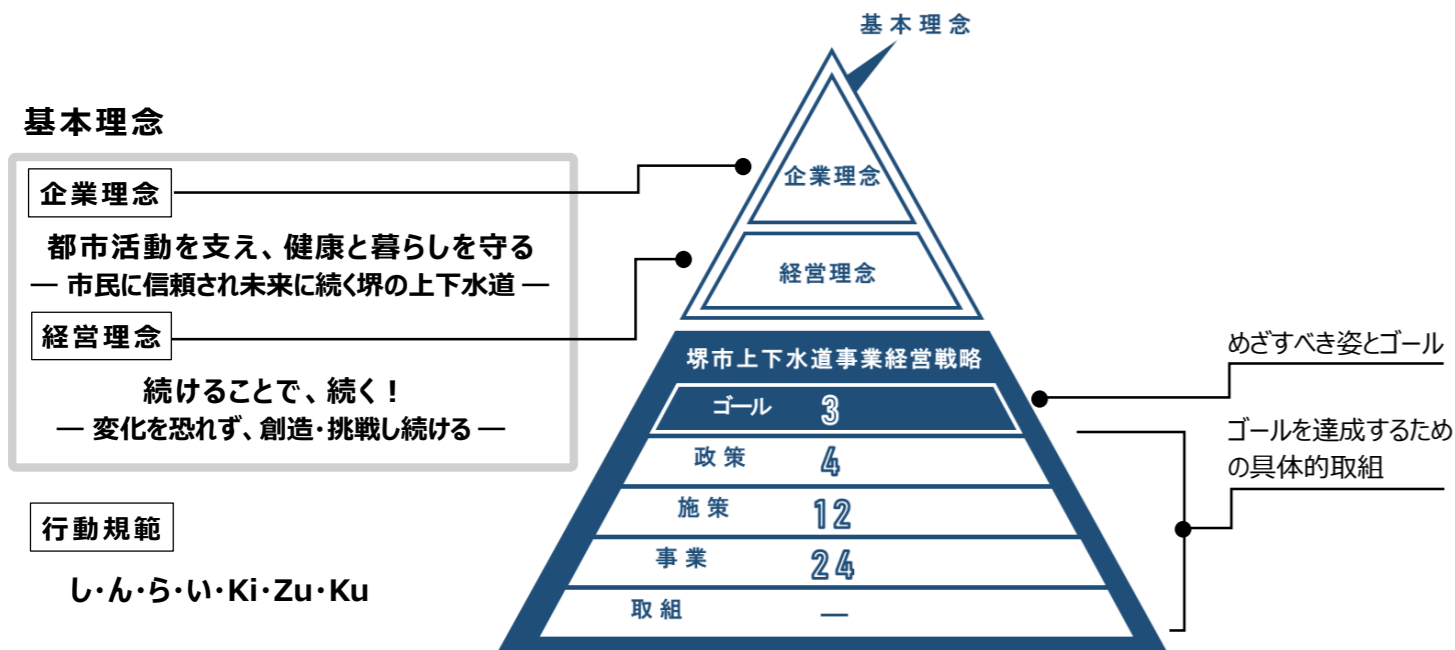 基本理念
基本理念
企業理念
都市活動を支え、健康と暮らしを守る
― 市民に信頼され未来に続く堺の上下水道 ―
経営理念
続けることで、続く！
― 変化を恐れず、創造・挑戦し続ける ―
行動規範
し・ん・ら・い・Ki・Zu・Ku
企業理念
経営理念
堺市上下水道事業経営戦略
ゴール 3
政策 4
施策 12
事業 24
取組 ―
めざすべき姿とゴール
ゴールを達成するため
の具体的取組